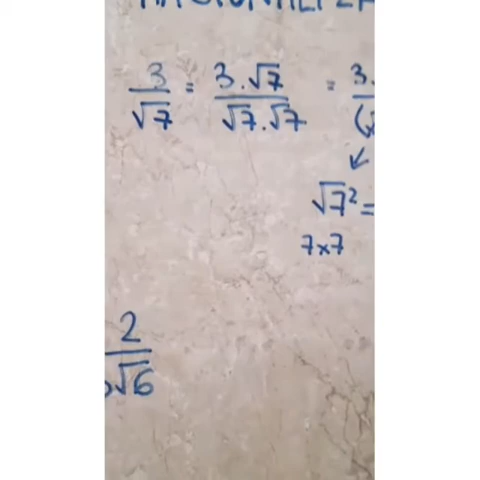 3/√7 = 3.√7/√7.√7 = 3.
√7² =
7x7
2/√6